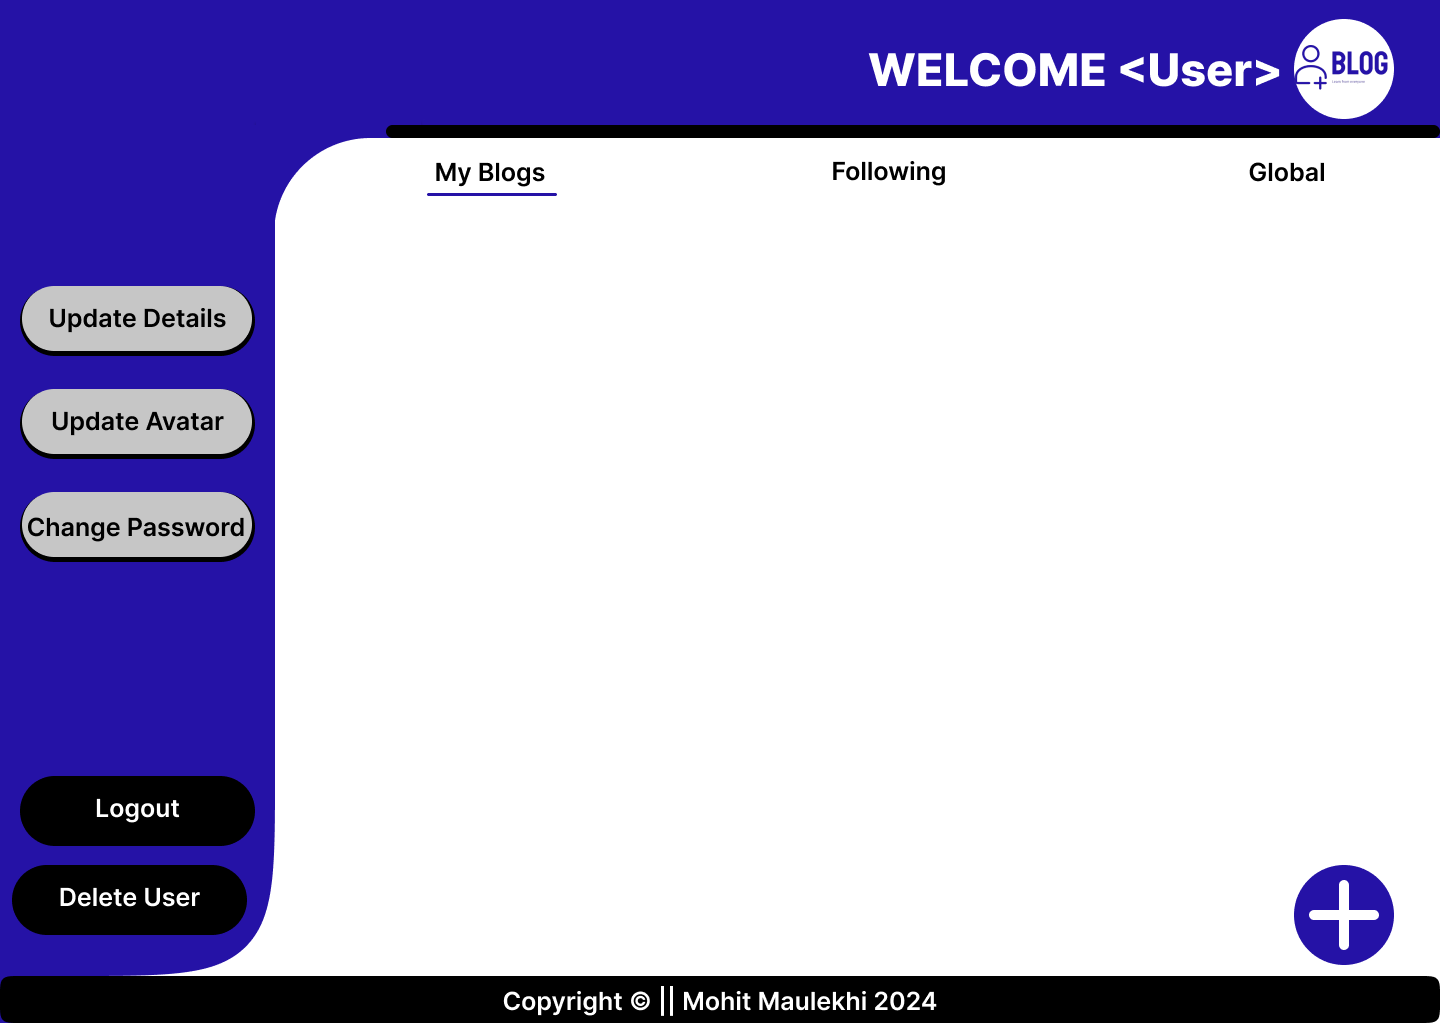 WELCOME <User>
BLOG
My Blogs
Following
Global
Update Details
Update Avatar
Change Password
Logout
Delete User
Copyright © || Mohit Maulekhi 2024